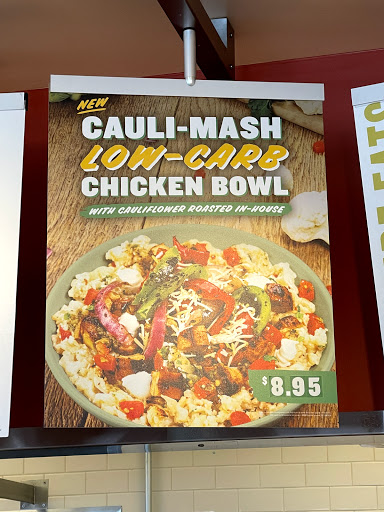 NEW
CAULI-MASH
LOW-CARB
CHICKEN BOWL
WITH CAULIFLOWER ROASTED IN-HOUSE
$8.95